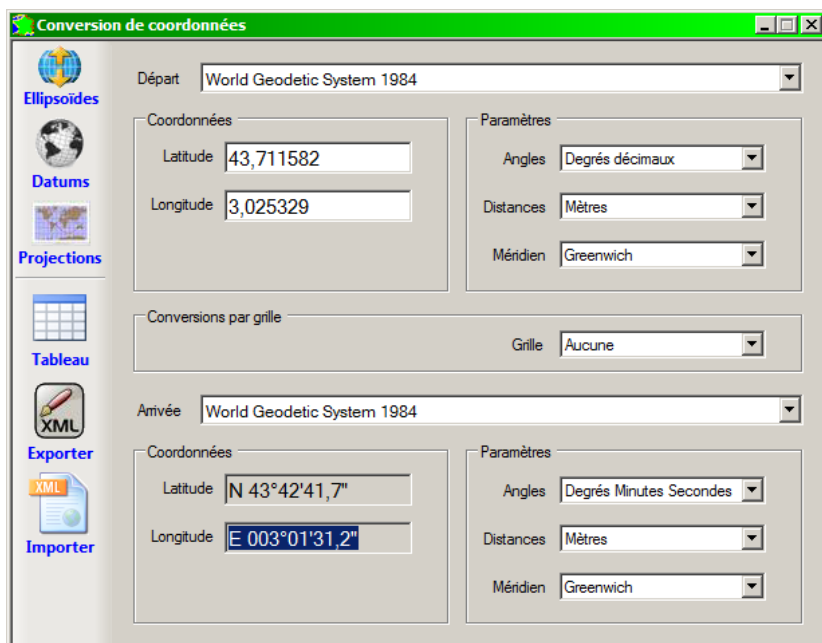 Conversion de coordonnées
Ellipsoïdes
Datums
Projections
Tableau
XML
Exporter
XML
Importer
Départ World Geodetic System 1984
Coordonnées
Latitude 43,711582
Longitude 3,025329
Paramètres
Angles Degrés décimaux
Distances Mètres
Méridien Greenwich
Conversions par grille
Grille Aucune
Arrivée World Geodetic System 1984
Coordonnées
Latitude N 43°42'41,7"
Longitude E 003°01'31,2"
Paramètres
Angles Degrés Minutes Secondes
Distances Mètres
Méridien Greenwich